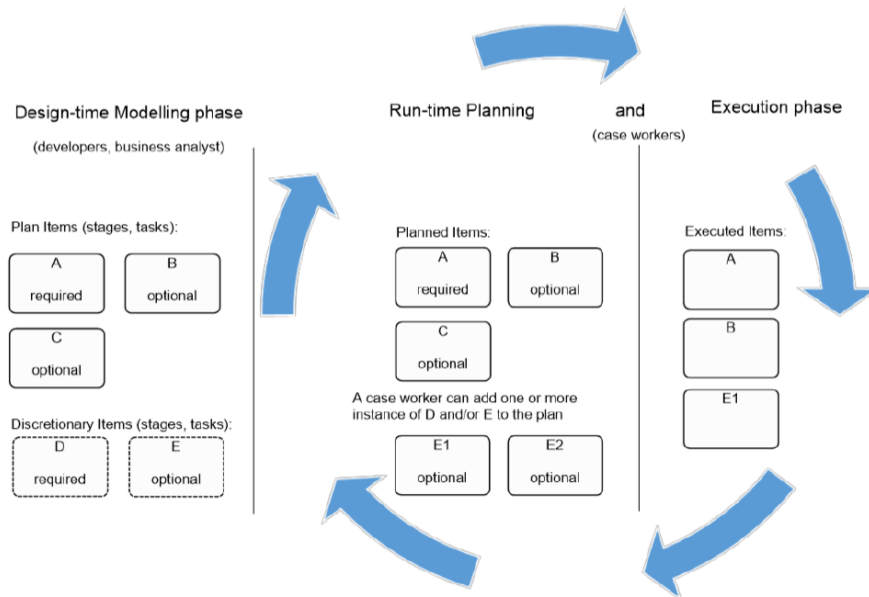 Design-time Modelling phase
(developers, business analyst)
Plan Items (stages, tasks):
A
required
B
optional
C
optional
Discretionary Items (stages, tasks):
D
required
E
optional
Run-time Planning
and
Execution phase
(case workers)
Planned Items:
A
required
B
optional
C
optional
A case worker can add one or more
instance of D and/or E to the plan
E1
optional
E2
optional
Executed Items:
A
B
E1